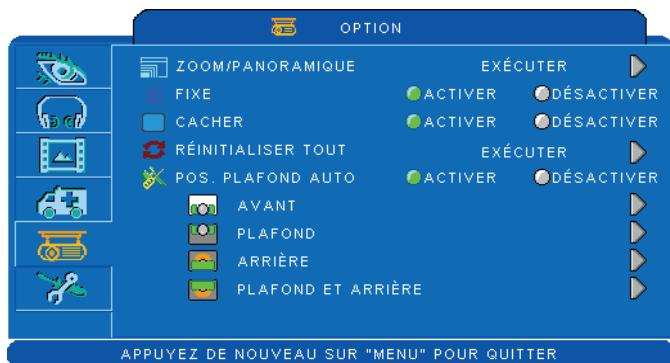 OPTION
ZOOM/PANORAMIQUE EXÉCUTER
FIXE ACTIVER DÉSACTIVER
CACHER ACTIVER DÉSACTIVER
RÉINITIALISER TOUT EXÉCUTER
POS. PLAFOND AUTO ACTIVER DÉSACTIVER
AVANT
PLAFOND
ARRIÈRE
PLAFOND ET ARRIÈRE
APPUYEZ DE NOUVEAU SUR "MENU" POUR QUITTER